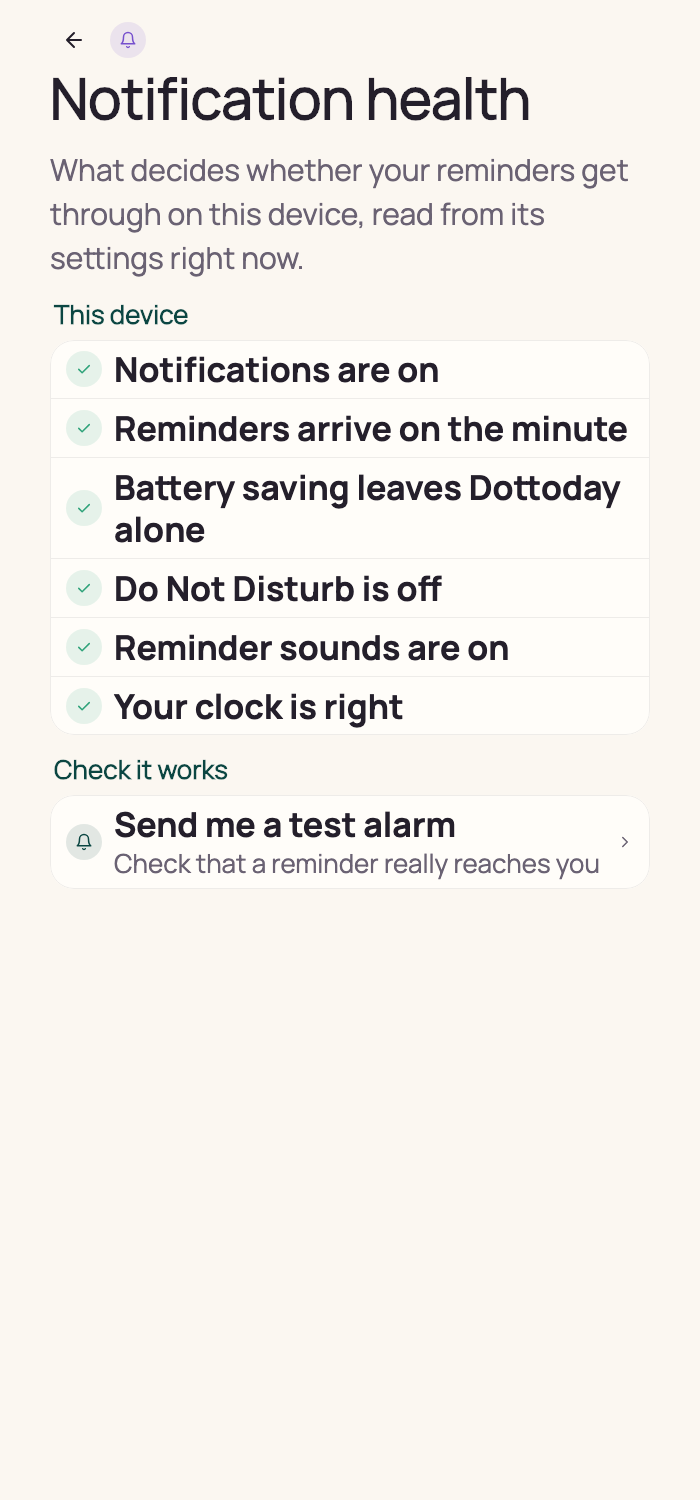 Notification health
What decides whether your reminders get
through on this device, read from its
settings right now.
This device
Notifications are on
Reminders arrive on the minute
Battery saving leaves Dottoday
alone
Do Not Disturb is off
Reminder sounds are on
Your clock is right
Check it works
Send me a test alarm
Check that a reminder really reaches you